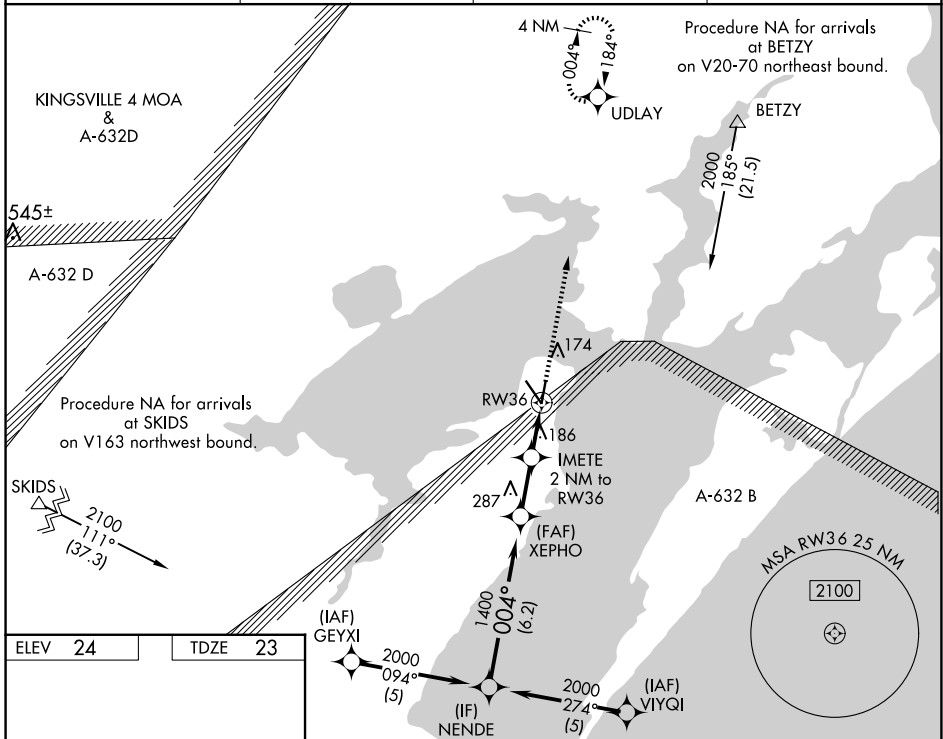 4 NM
004°
184°
UDLAY
Procedure NA for arrivals
at BETZY
on V20-70 northeast bound.
KINGSVILLE 4 MOA
&
A-632D
BETZY
2000
185°
(21.5)
545±
A-632 D
174
RW36
186
IMETE
2 NM to
RW36
Procedure NA for arrivals
at SKIDS
on V163 northwest bound.
287
(FAF)
XEPHO
A-632 B
SKIDS
2100
111°
(37.3)
MSA RW36 25 NM
2100
1400
004°
(6.2)
(IAF)
GEYXI
2000
094°
(5)
(IF)
NENDE
2000
274°
(5)
(IAF)
VIYQI
ELEV 24
TDZE 23